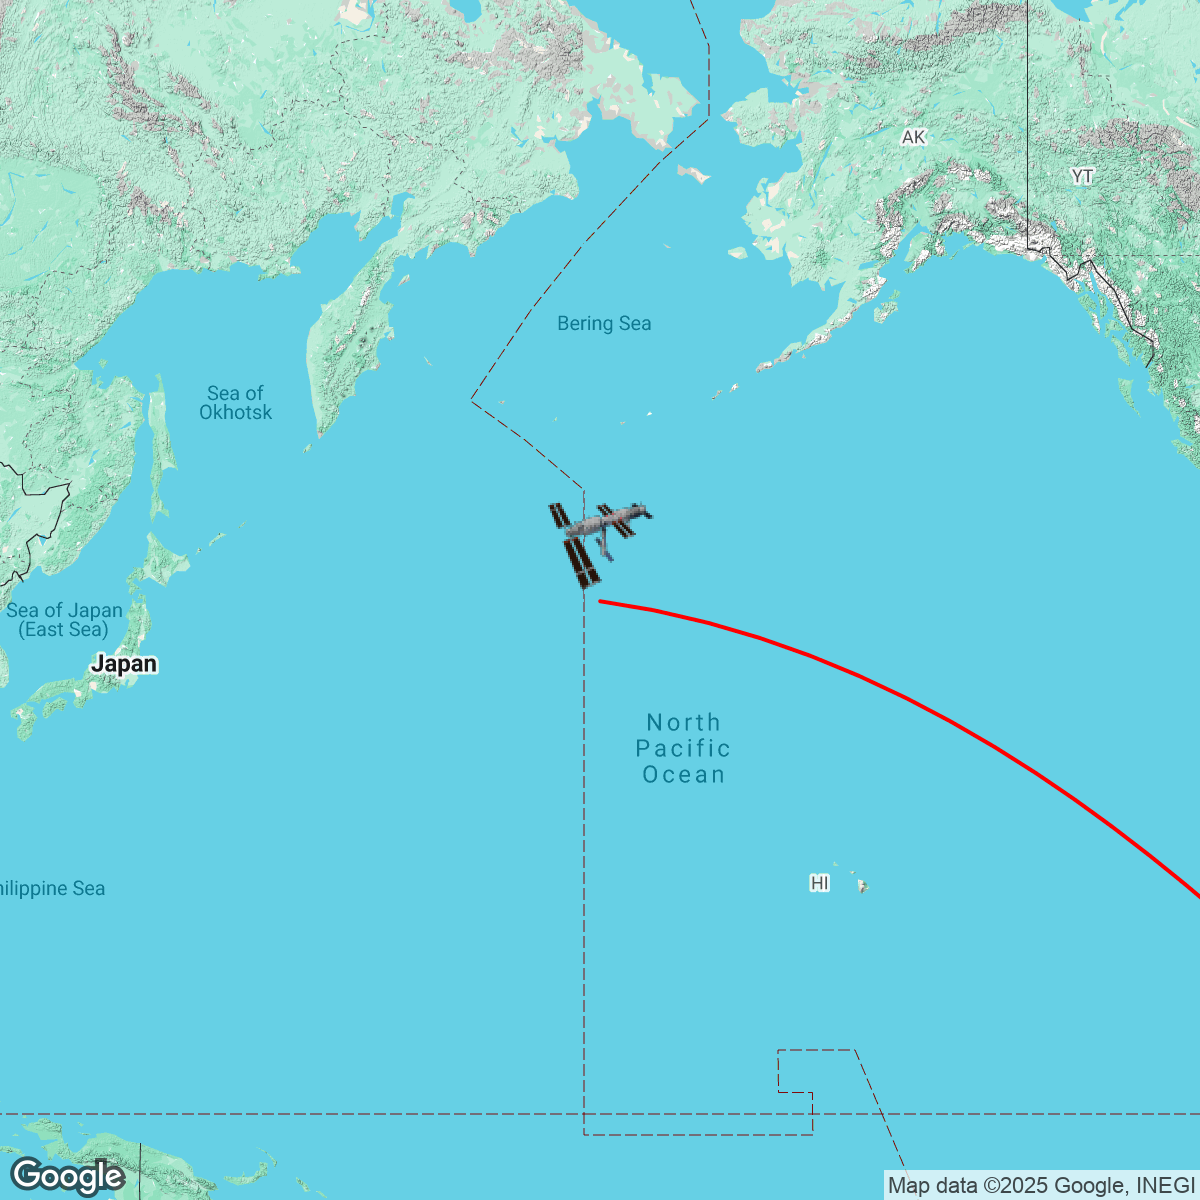 AK
YT
Bering Sea
Sea of
Okhotsk
Sea of Japan
(East Sea)
Japan
North
Pacific
Ocean
HI
hilippine Sea
Google
Map data ©2025 Google, INEGI